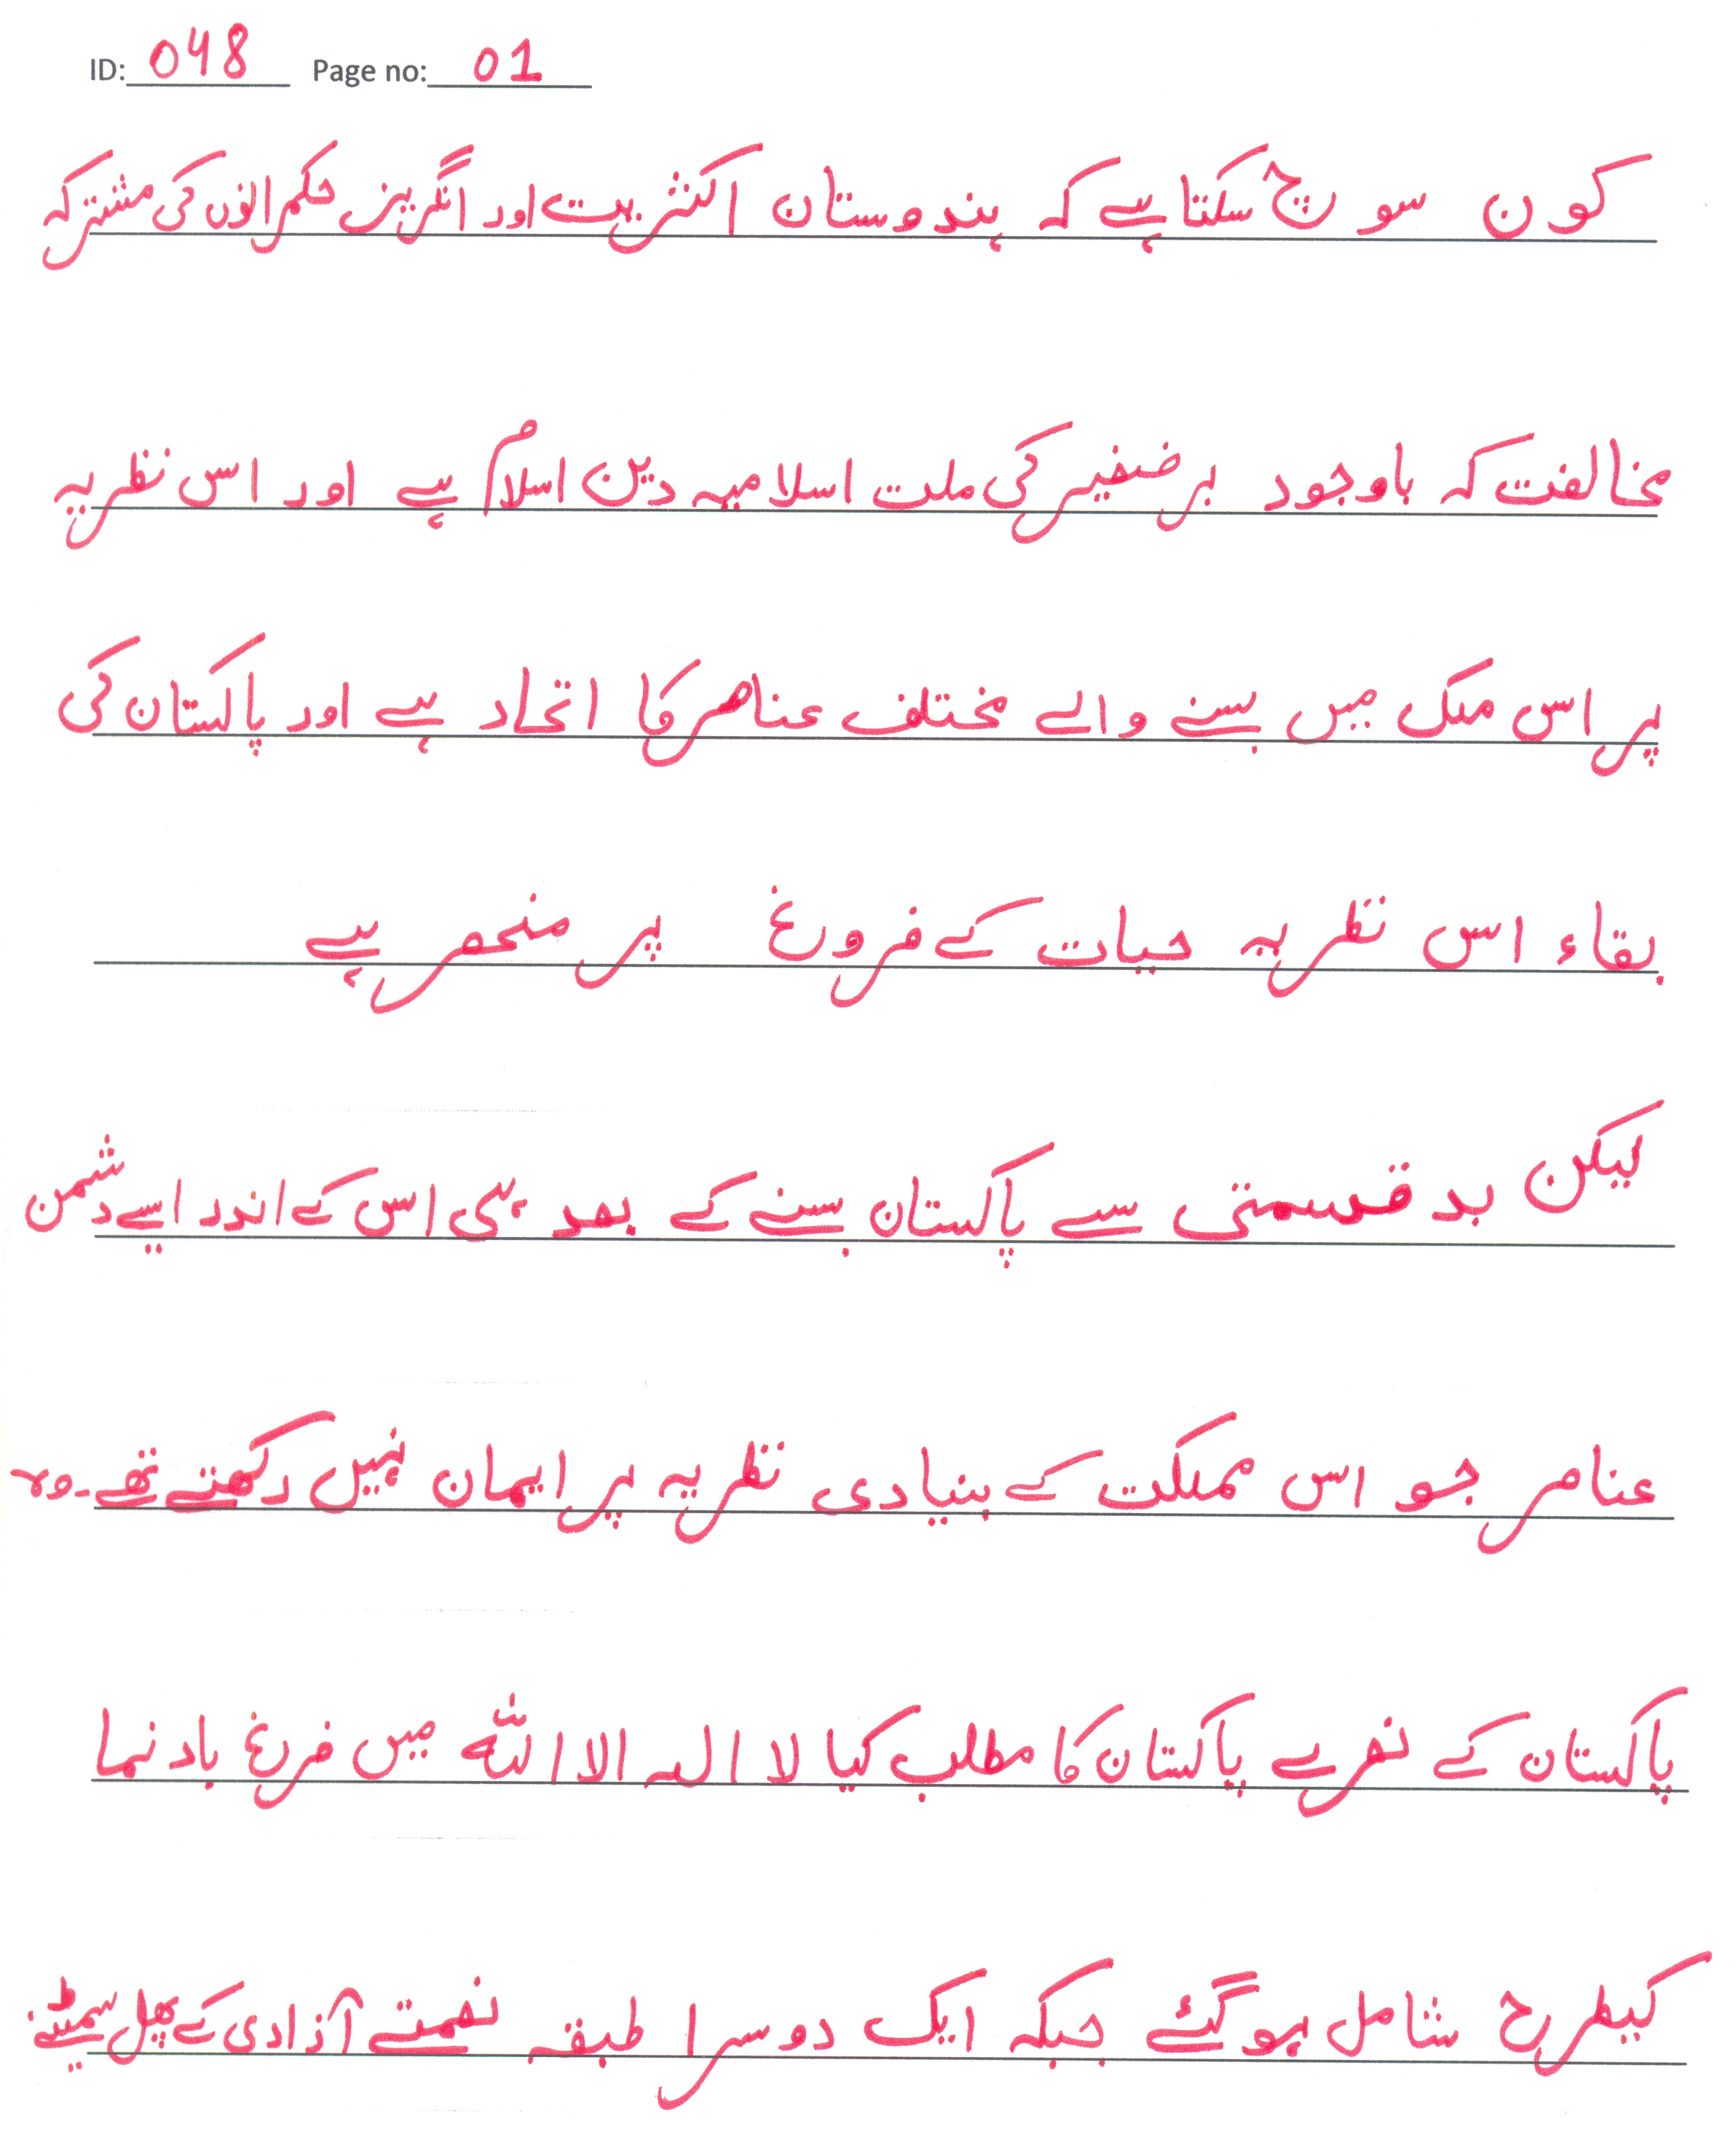 ID: 048 Page no: 01
کون سوچ سکتا ہے کہ ہندوستان اکثریت اور انگریز حکمرانوں کی مشترکہ
مخالفت کہ باوجود برضغیر کی ملت اسلامیہ دین اسلام ہے اور اس نظریہ
پر اس ملک میں بسنے والے مختلف عناصر کا اتحاد ہے اور پاکستان کی
بقاء اس نظریہ حیات کے فروغ پر منحصر ہے
لیکن بد قسمتی سے پاکستان بننے کے بعد ہی اس کے اندر ایسے دشمن
عناصر جو اس مملکت کے بنیادی نظریہ پر ایمان نہیں رکھتے تھے۔ وہ
پاکستان کے نعرے پاکستان کا مطلب کیا لا الہ الا اللہ میں فرغ باد نما
کیطرح شامل ہو گئے جبکہ ایک دوسرا طبقہ نعمتے آزادی کے پھل سمیٹنے